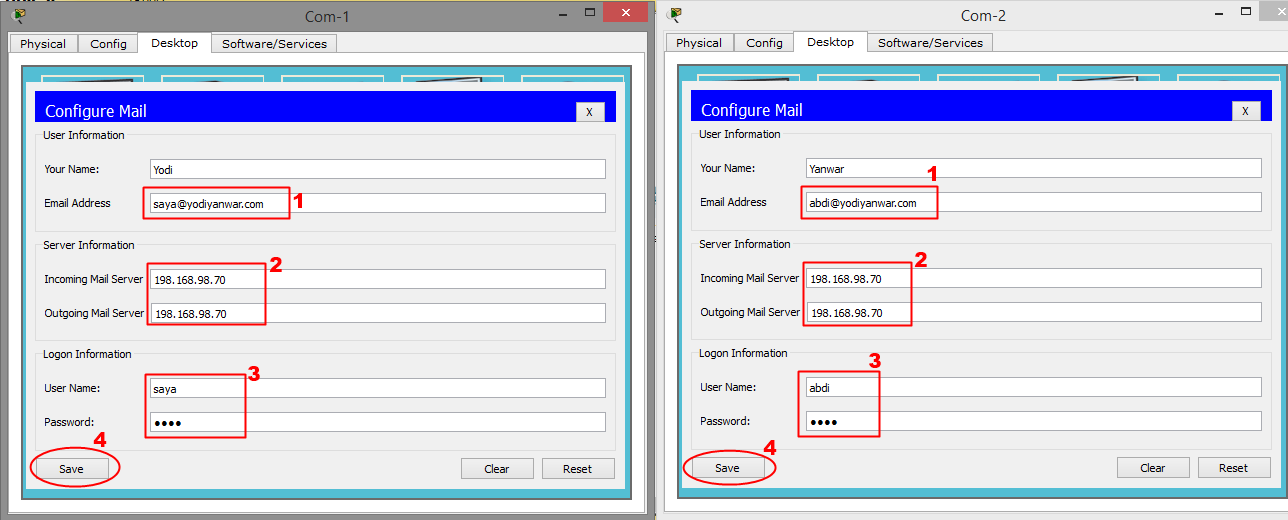 Com-1
Physical Config Desktop Software/Services
Configure Mail X
User Information
Your Name: Yodi
Email Address saya@yodiyanwar.com 1
Server Information
2
Incoming Mail Server 198.168.98.70
Outgoing Mail Server 198.168.98.70
Logon Information
3
User Name: saya
Password: ●●●●
4
Save Clear Reset
Com-2
Physical Config Desktop Software/Services
Configure Mail X
User Information
Your Name: Yanwar
1
Email Address abdi@yodiyanwar.com
Server Information
2
Incoming Mail Server 198.168.98.70
Outgoing Mail Server 198.168.98.70
Logon Information
3
User Name: abdi
Password: ●●●●
4
Save Clear Reset